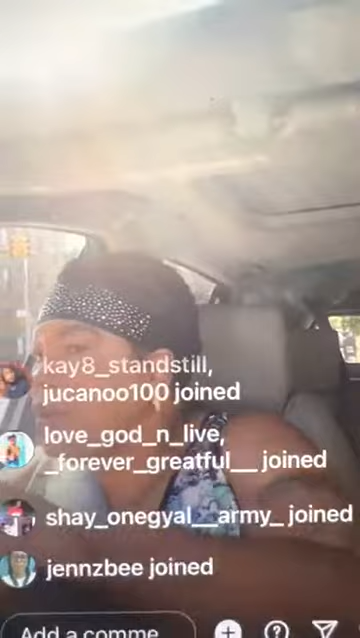 kay8_standstill,
jucanoo100 joined
love_god_n_live,
_forever_greatful__ joined
shay_onegyal__army_ joined
jennzbee joined
Add a comme